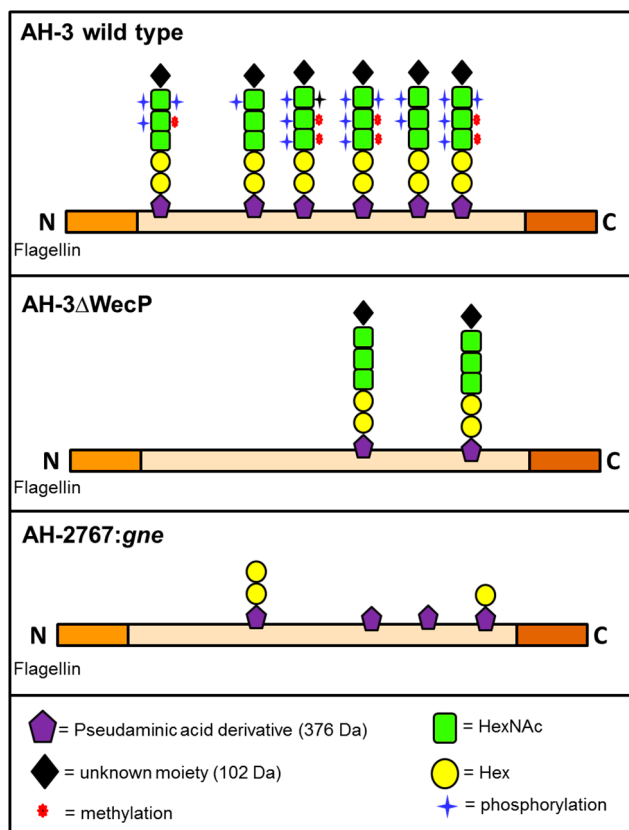 AH-3 wild type
N
C
Flagellin
AH-3ΔWecP
N
C
Flagellin
AH-2767:gne
N
C
Flagellin
= Pseudaminic acid derivative (376 Da)
= HexNAc
= unknown moiety (102 Da)
= Hex
= methylation
= phosphorylation